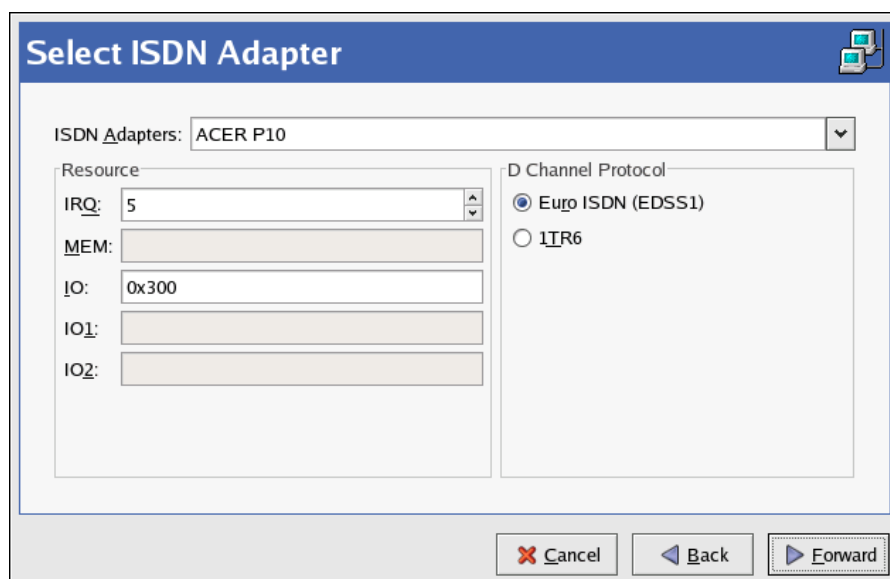 Select ISDN Adapter
ISDN Adapters: ACER P10
Resource
IRQ: 5
MEM:
IO: 0x300
IO1:
IO2:
D Channel Protocol
Euro ISDN (EDSS1)
1TR6
Cancel Back Forward